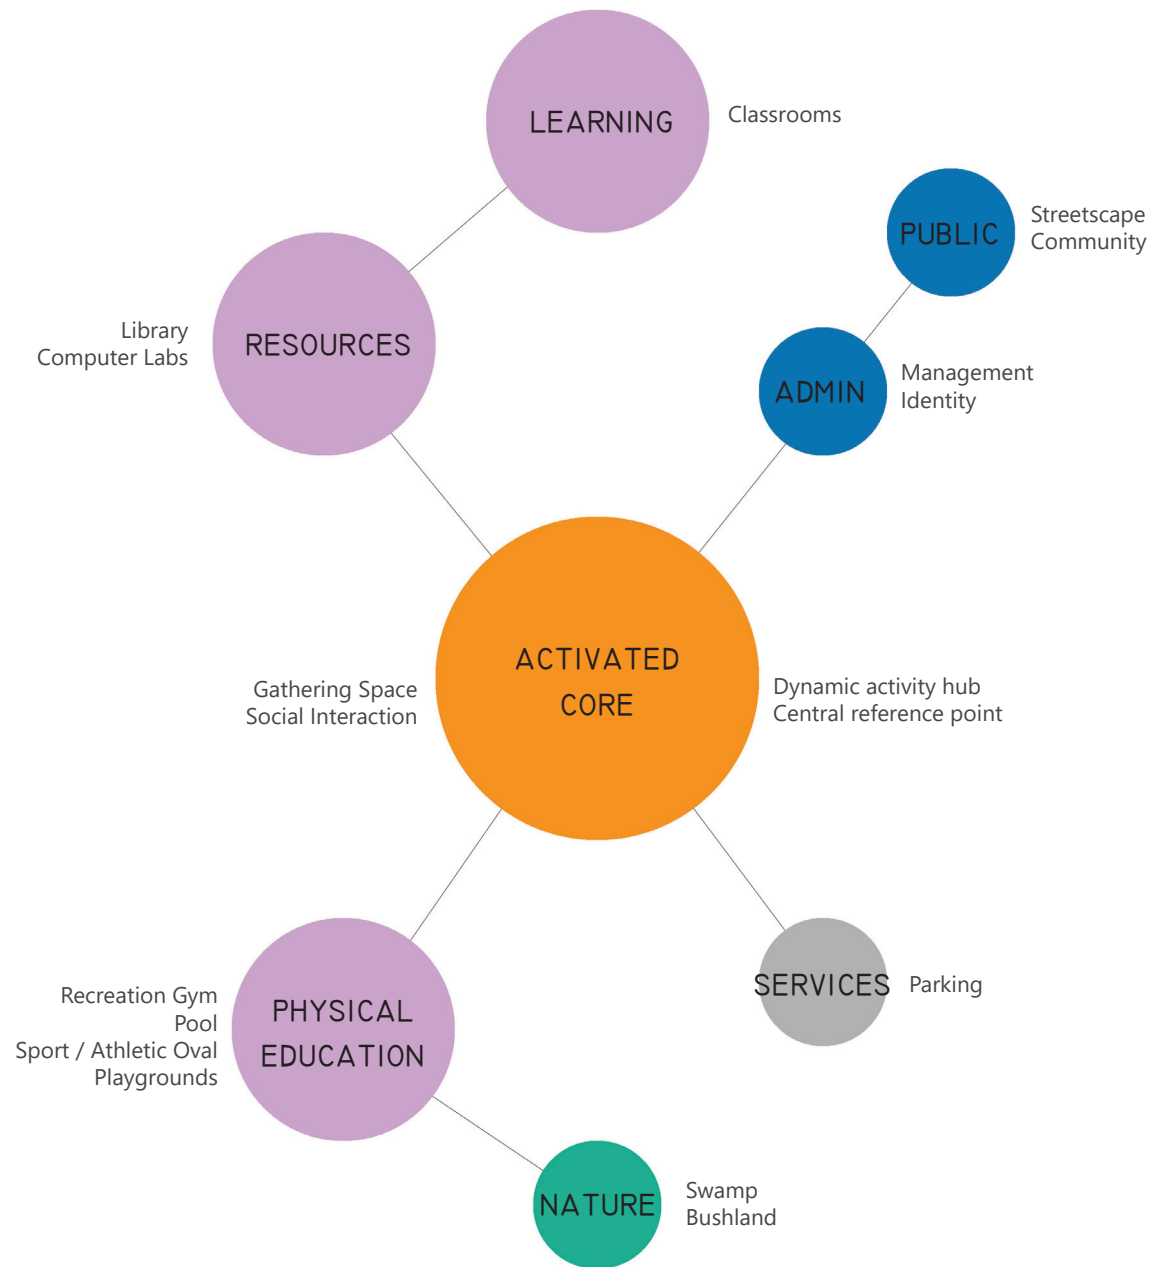 LEARNING
Classrooms
PUBLIC
Streetscape
Community
RESOURCES
Library
Computer Labs
ADMIN
Management
Identity
ACTIVATED
CORE
Gathering Space
Social Interaction
Dynamic activity hub
Central reference point
PHYSICAL
EDUCATION
Recreation Gym
Pool
Sport / Athletic Oval
Playgrounds
SERVICES
Parking
NATURE
Swamp
Bushland